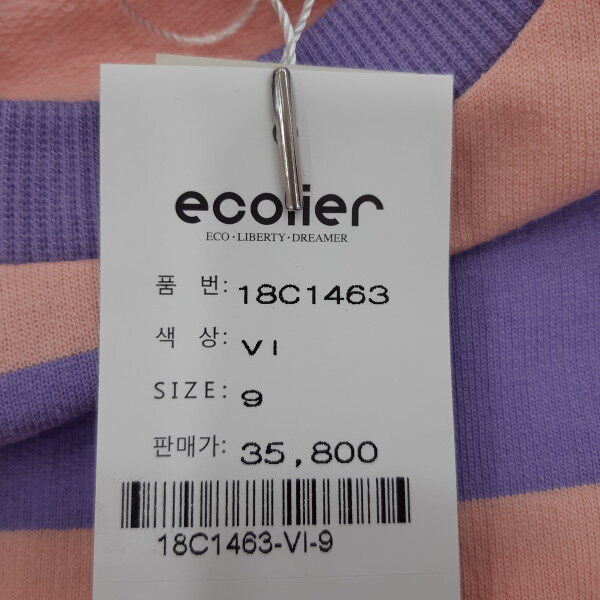 ecolier
ECO · LIBERTY · DREAMER
품 번: 18C1463
색 상: VI
SIZE: 9
판매가: 35,800
18C1463-VI-9